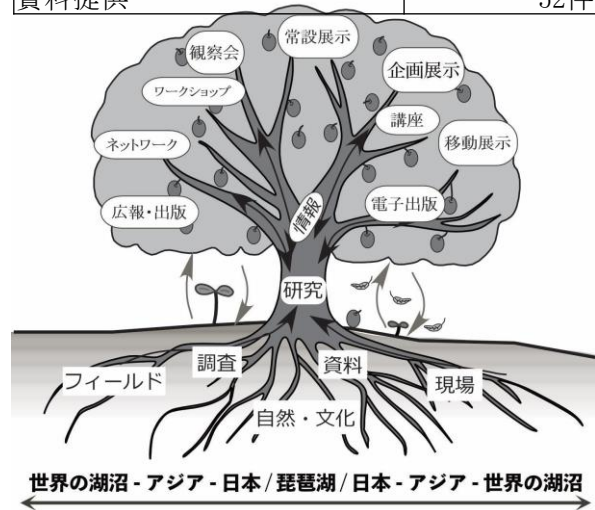 資料提供 52件
常設展示
観察会
企画展示
ワークショップ
講座
ネットワーク
移動展示
広報・出版
情報
電子出版
研究
調査
資料
フィールド
現場
自然・文化
世界の湖沼 - アジア - 日本 / 琵琶湖 / 日本 - アジア - 世界の湖沼